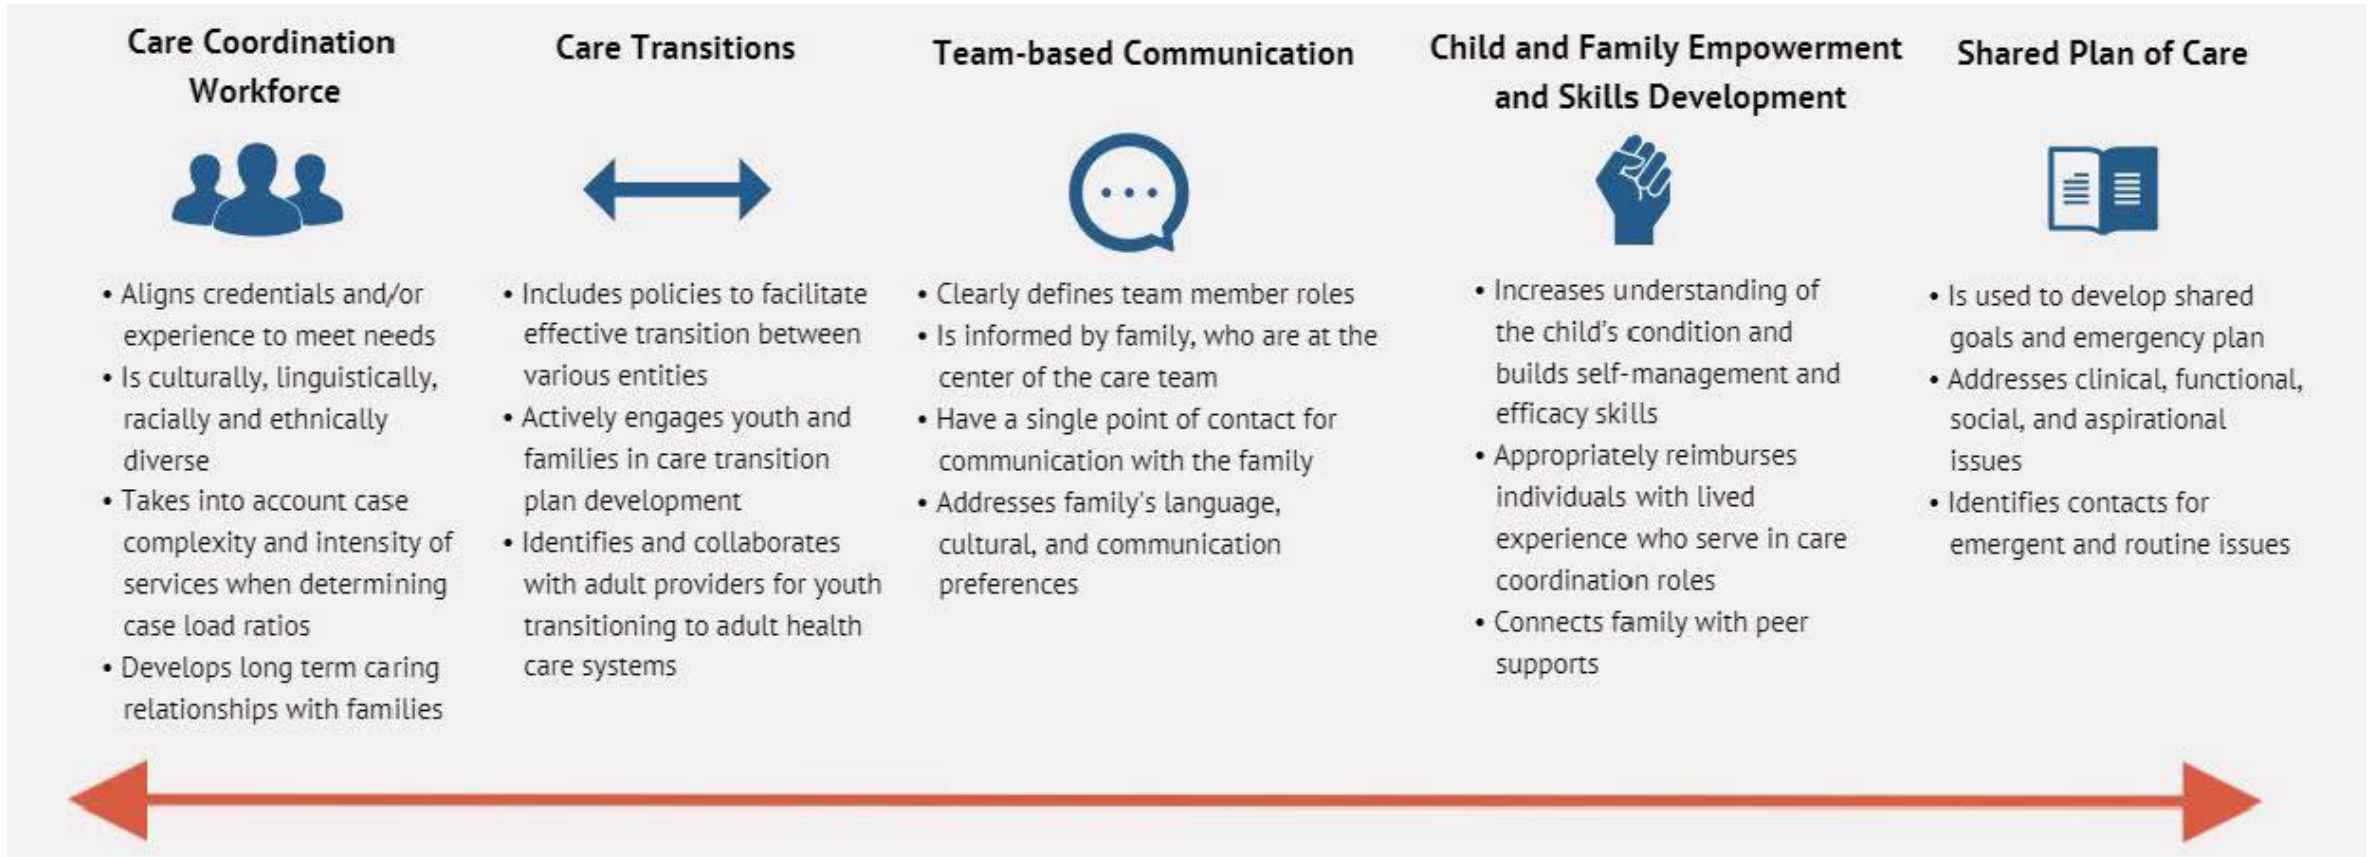 Care Coordination
Workforce
• Aligns credentials and/or
experience to meet needs
• Is culturally, linguistically,
racially and ethnically
diverse
• Takes into account case
complexity and intensity of
services when determining
case load ratios
• Develops long term caring
relationships with families
Care Transitions
• Includes policies to facilitate
effective transition between
various entities
• Actively engages youth and
families in care transition
plan development
• Identifies and collaborates
with adult providers for youth
transitioning to adult health
care systems
Team-based Communication
• Clearly defines team member roles
• Is informed by family, who are at the
center of the care team
• Have a single point of contact for
communication with the family
• Addresses family's language,
cultural, and communication
preferences
Child and Family Empowerment
and Skills Development
• Increases understanding of
the child's condition and
builds self-management and
efficacy skills
• Appropriately reimburses
individuals with lived
experience who serve in care
coordination roles
• Connects family with peer
supports
Shared Plan of Care
• Is used to develop shared
goals and emergency plan
• Addresses clinical, functional,
social, and aspirational
issues
• Identifies contacts for
emergent and routine issues